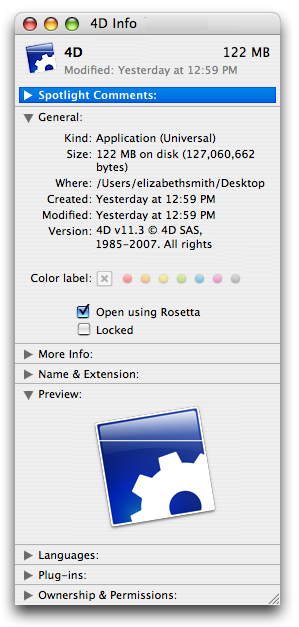 4D Info
4D 122 MB
Modified: Yesterday at 12:59 PM
Spotlight Comments:
General:
Kind: Application (Universal)
Size: 122 MB on disk (127,060,662
bytes)
Where: /Users/elizabethsmith/Desktop
Created: Yesterday at 12:59 PM
Modified: Yesterday at 12:59 PM
Version: 4D v11.3 © 4D SAS,
1985-2007. All rights
Color label:
Open using Rosetta
Locked
More Info:
Name & Extension:
Preview:
Languages:
Plug-ins:
Ownership & Permissions: